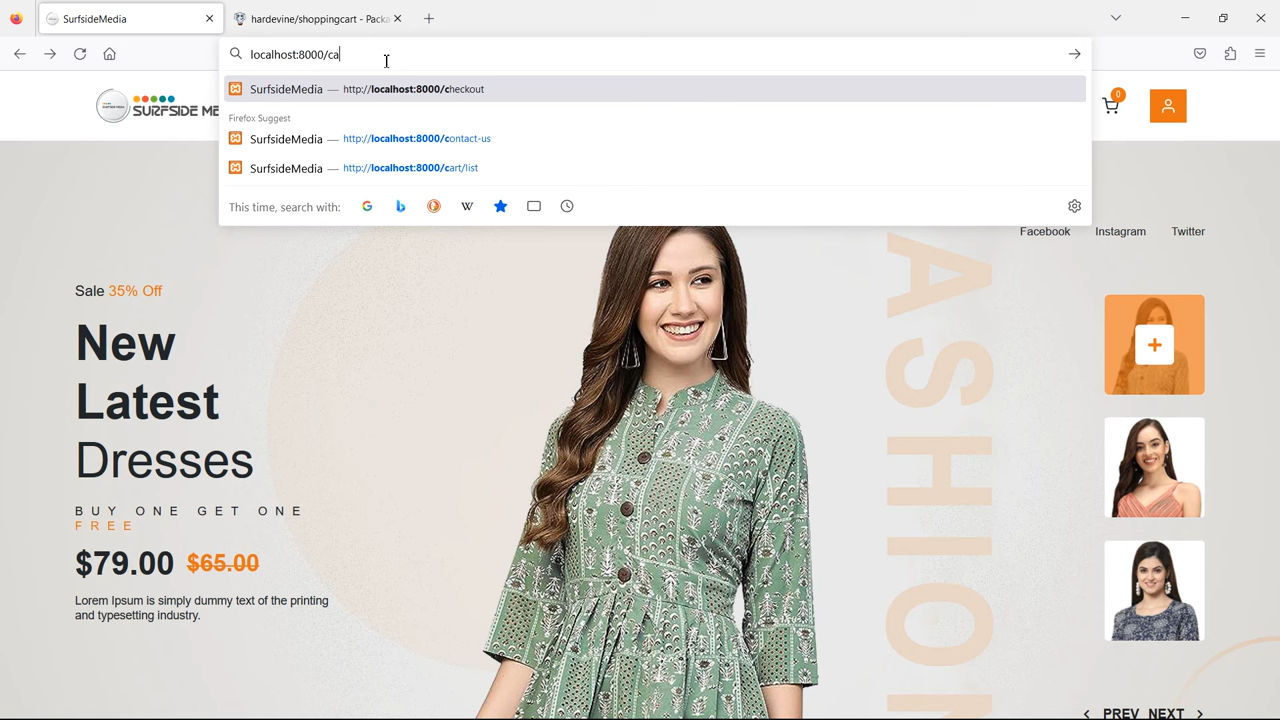 SurfsideMedia
hardevine/shoppingcart - Packa
localhost:8000/ca
SurfsideMedia — http://localhost:8000/checkout
Firefox Suggest
SurfsideMedia — http://localhost:8000/contact-us
SurfsideMedia — http://localhost:8000/cart/list
This time, search with:
SURFSIDE ME
0
Facebook Instagram Twitter
Sale 35% Off
New
Latest
Dresses
BUY ONE GET ONE
FREE
$79.00 $65.00
Lorem Ipsum is simply dummy text of the printing
and typesetting industry.
FASHION
PREV NEXT